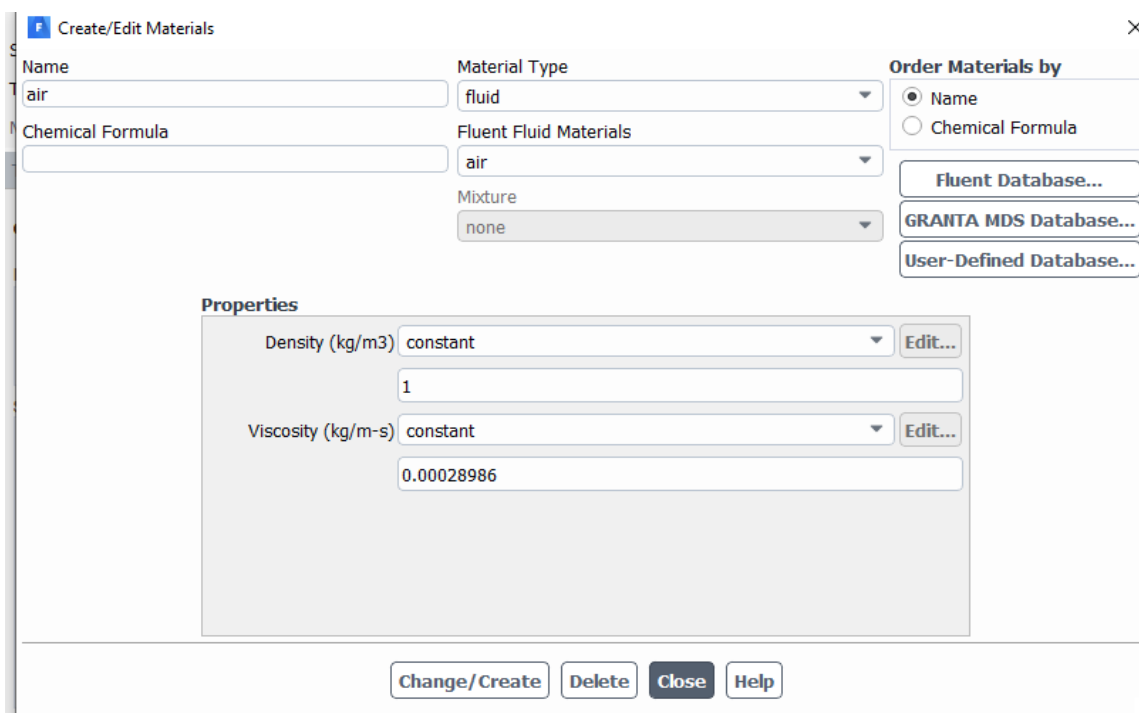 Create/Edit Materials
Name
Material Type
Order Materials by
air
fluid
Name
Chemical Formula
Chemical Formula
Fluent Fluid Materials
air
Fluent Database...
Mixture
none
GRANTA MDS Database...
User-Defined Database...
Properties
Density (kg/m3) constant Edit...
1
Viscosity (kg/m-s) constant Edit...
0.00028986
Change/Create Delete Close Help